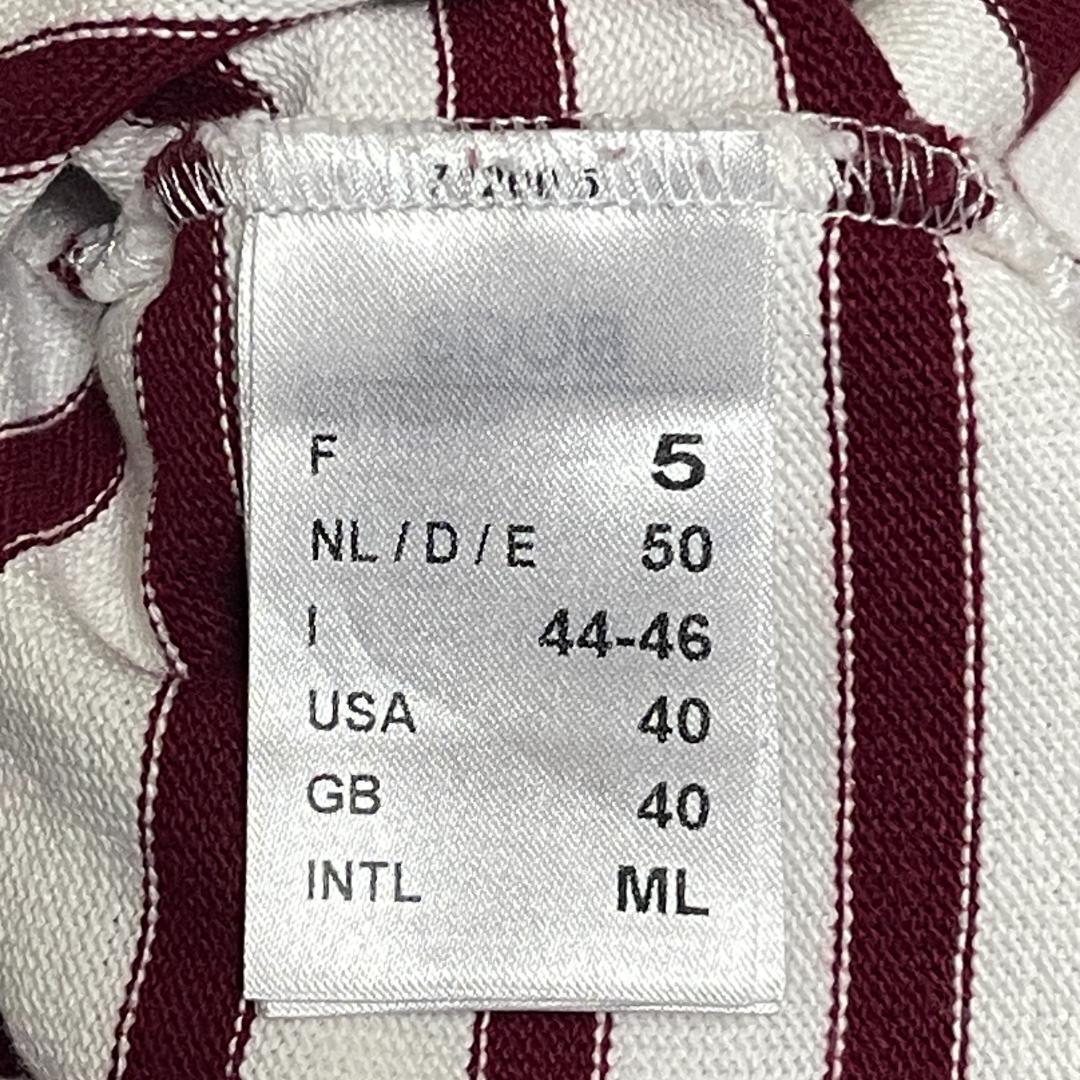 F 5
NL / D / E 50
I 44-46
USA 40
GB 40
INTL ML